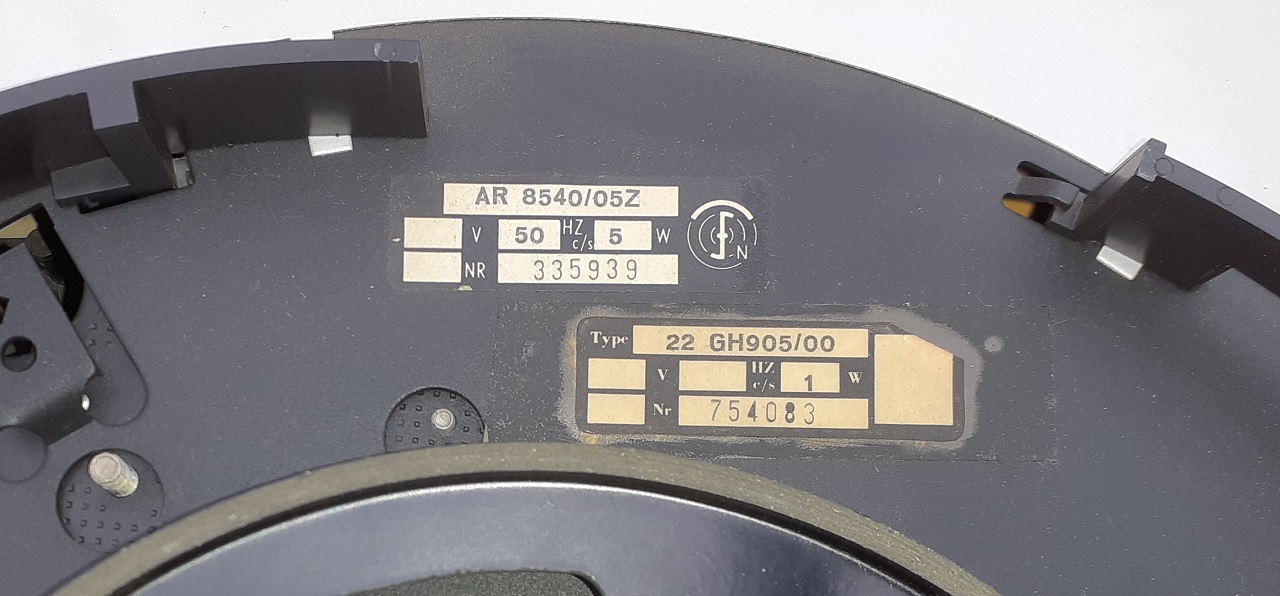 AR 8540/05Z
V 50 HZ c/s 5 W
NR 335939
N
Type 22 GH905/00
V HZ c/s 1 W
Nr 754083